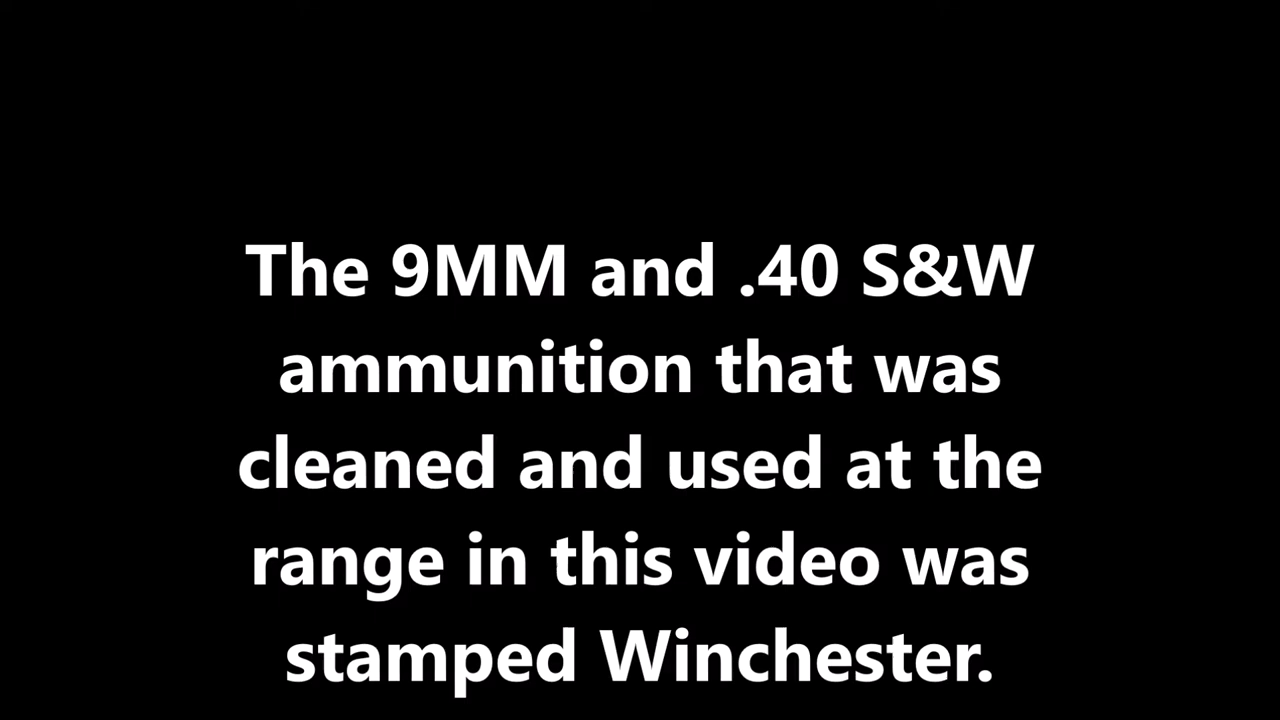 The 9MM and .40 S&W
ammunition that was
cleaned and used at the
range in this video was
stamped Winchester.